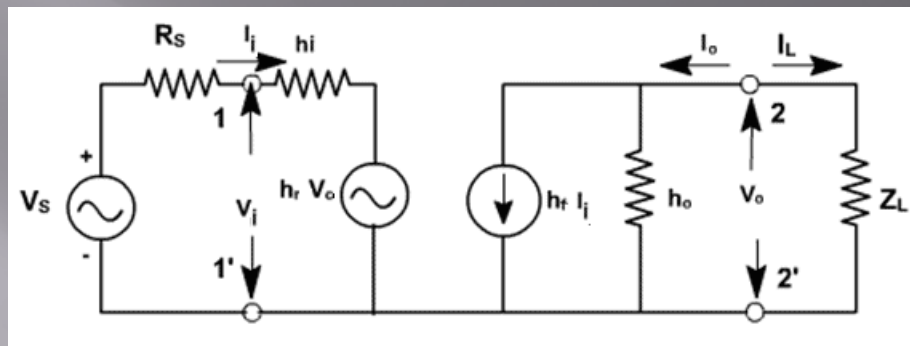 Rs Ii hi Io IL
1 2
+
Vs Vi hr Vo hf Ii ho Vo ZL
-
1' 2'